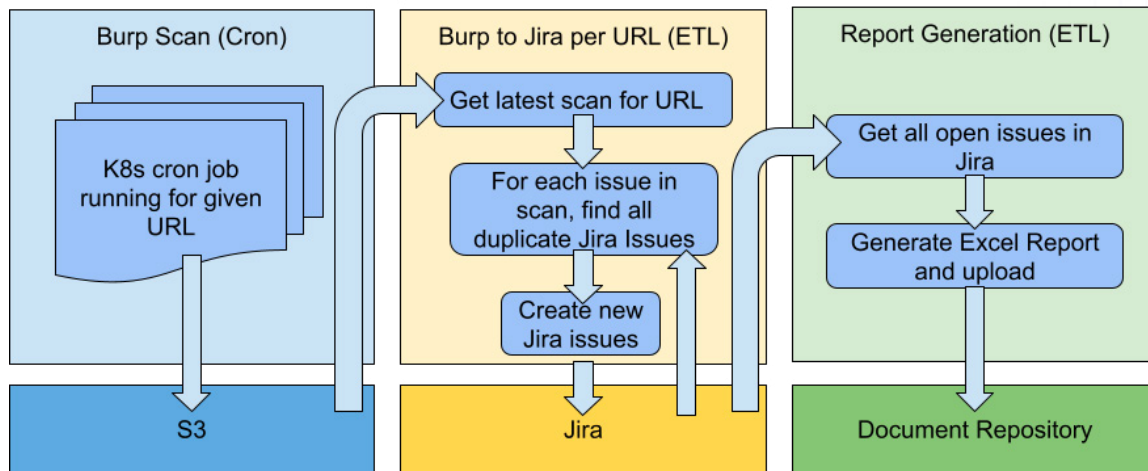 Burp Scan (Cron)
K8s cron job
running for given
URL
S3
Burp to Jira per URL (ETL)
Get latest scan for URL
For each issue in
scan, find all
duplicate Jira Issues
Create new
Jira issues
Jira
Report Generation (ETL)
Get all open issues in
Jira
Generate Excel Report
and upload
Document Repository